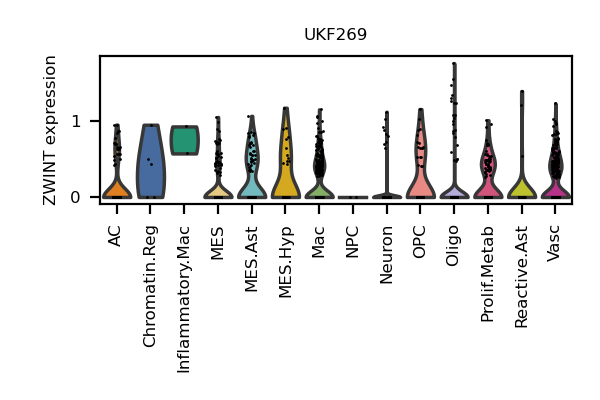 UKF269
ZWINT expression
1
0
AC
Chromatin.Reg
Inflammatory.Mac
MES
MES.Ast
MES.Hyp
Mac
NPC
Neuron
OPC
Oligo
Prolif.Metab
Reactive.Ast
Vasc